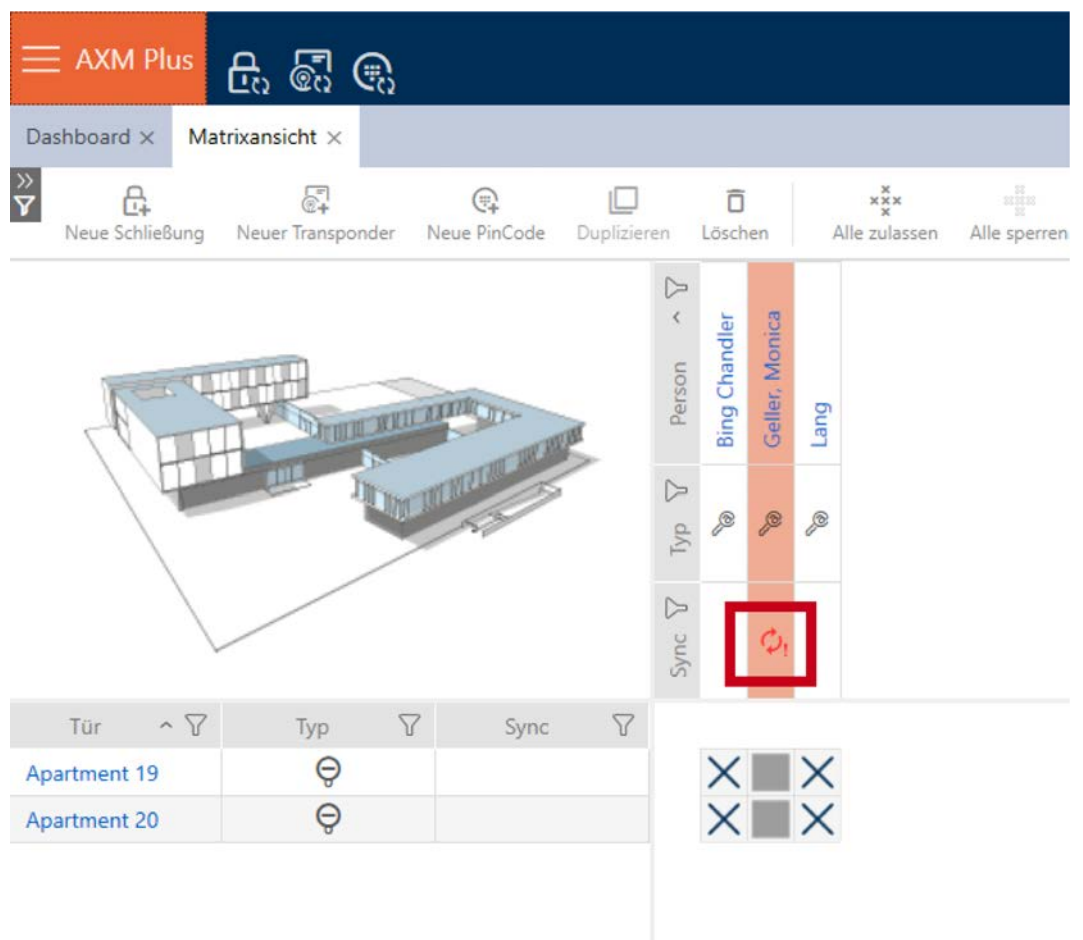 AXM Plus
Dashboard ×
Matrixansicht ×
Neue Schließung
Neuer Transponder
Neue PinCode
Duplizieren
Löschen
Alle zulassen
Alle sperren
Person
Bing Chandler
Geller, Monica
Lang
Typ
Sync
Tür
Typ
Sync
Apartment 19
Apartment 20